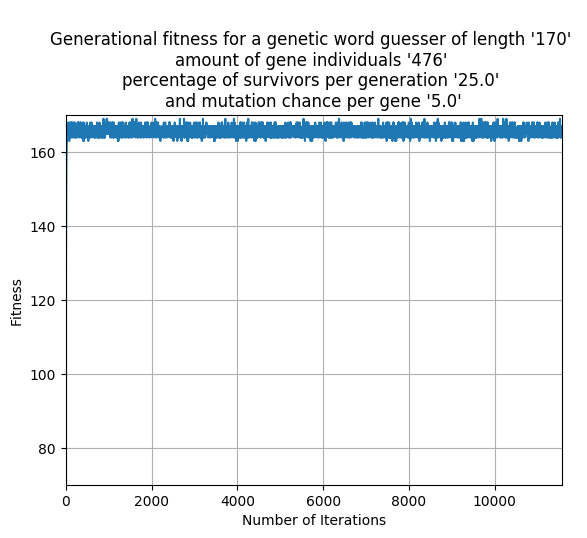 Generational fitness for a genetic word guesser of length '170'
amount of gene individuals '476'
percentage of survivors per generation '25.0'
and mutation chance per gene '5.0'
160
140
120
100
80
Fitness
0 2000 4000 6000 8000 10000
Number of Iterations